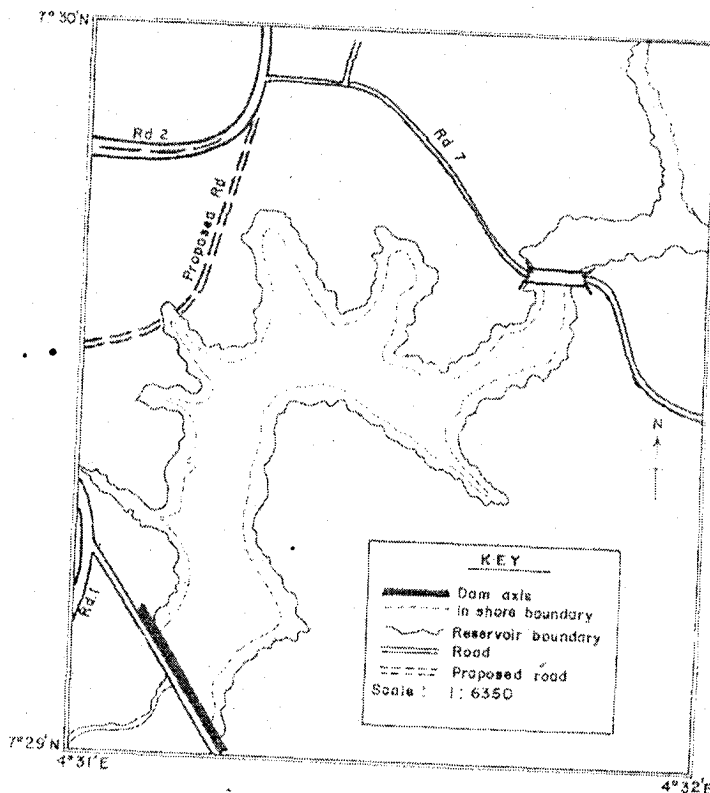 7° 30'N
Rd 2
Rd 7
Proposed Rd
N
Rd.1
KEY
Dam axis
In shore boundary
Reservoir boundary
Road
Proposed road
Scale : 1 : 6350
7° 29'N
4° 31'E
4° 32'E